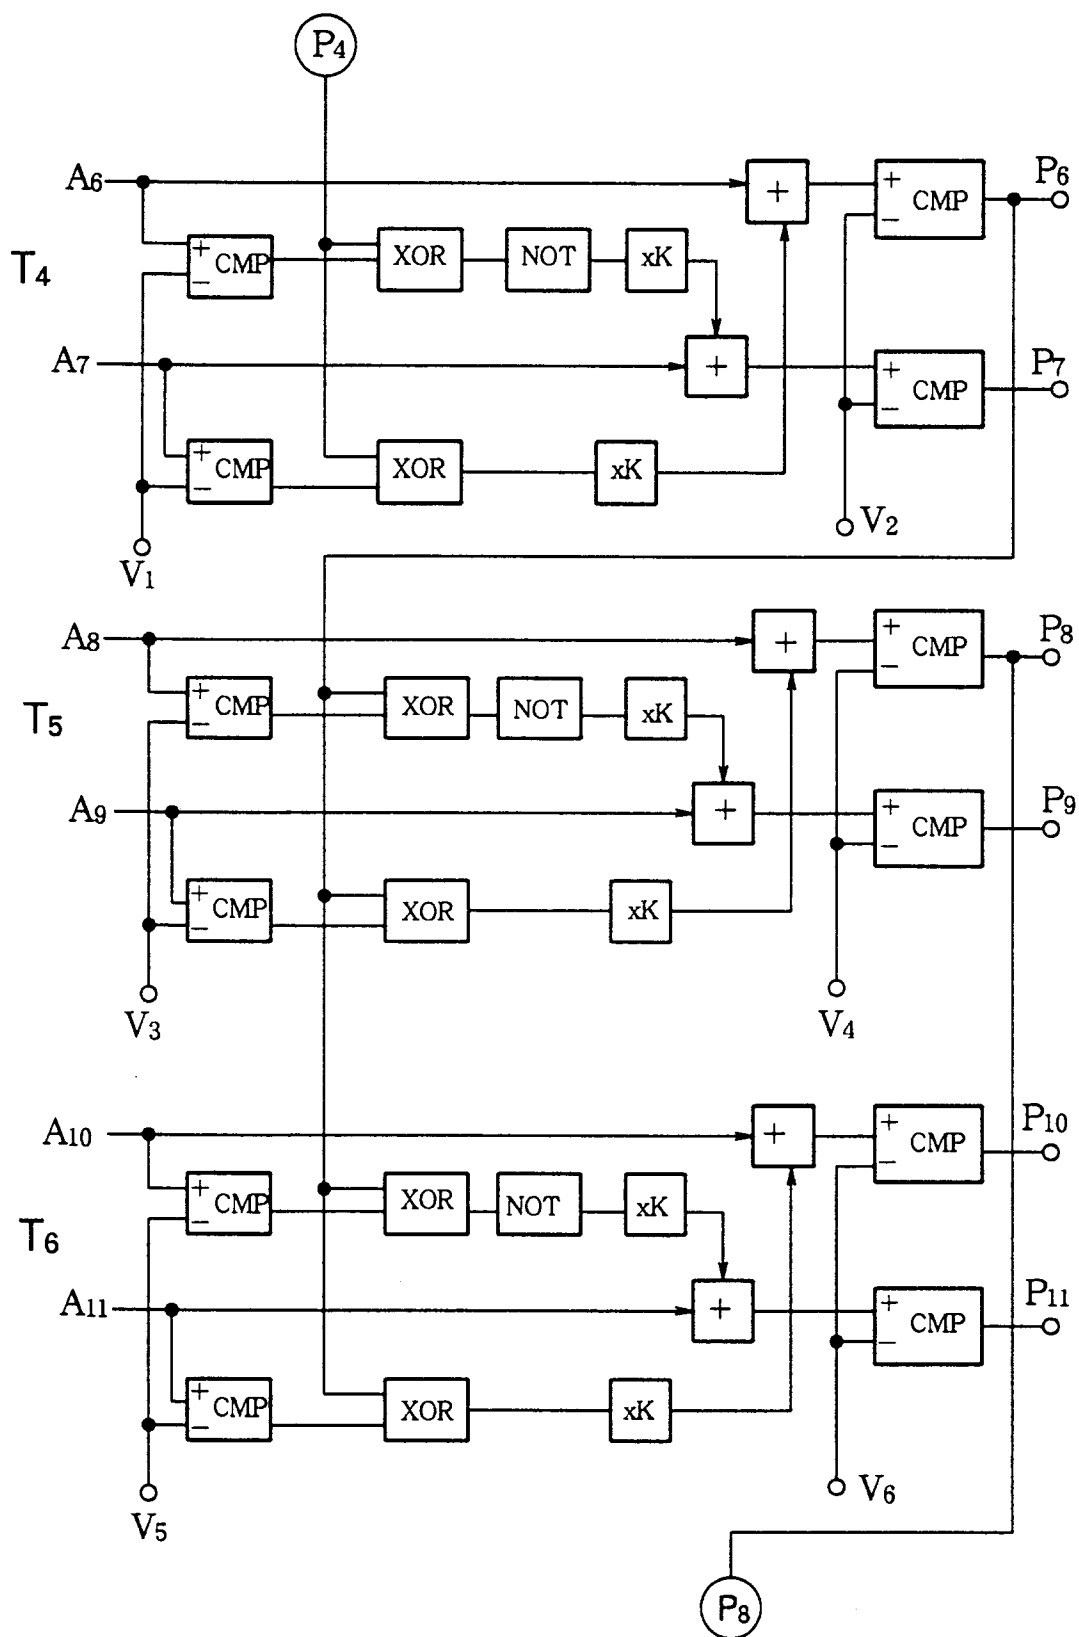 P4
A6 + + CMP P6
−
+ CMP XOR NOT xK
T4 −
A7 + + CMP P7
−
+ CMP XOR xK
−
V2
V1
A8 + + CMP P8
−
+ CMP XOR NOT xK
T5 −
A9 + + CMP P9
−
+ CMP XOR xK
−
V3 V4
A10 + + CMP P10
−
+ CMP XOR NOT xK
T6 −
A11 + + CMP P11
−
+ CMP XOR xK
−
V6
V5
P8